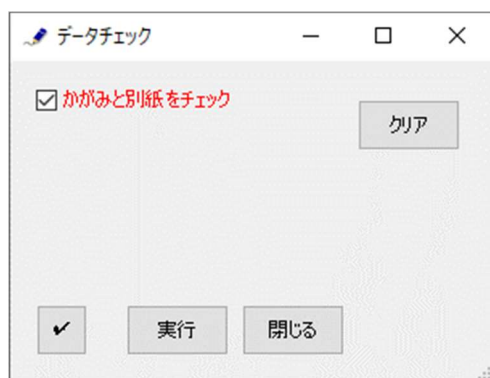 データチェック
かがみと別紙をチェック
クリア
✔
実行
閉じる